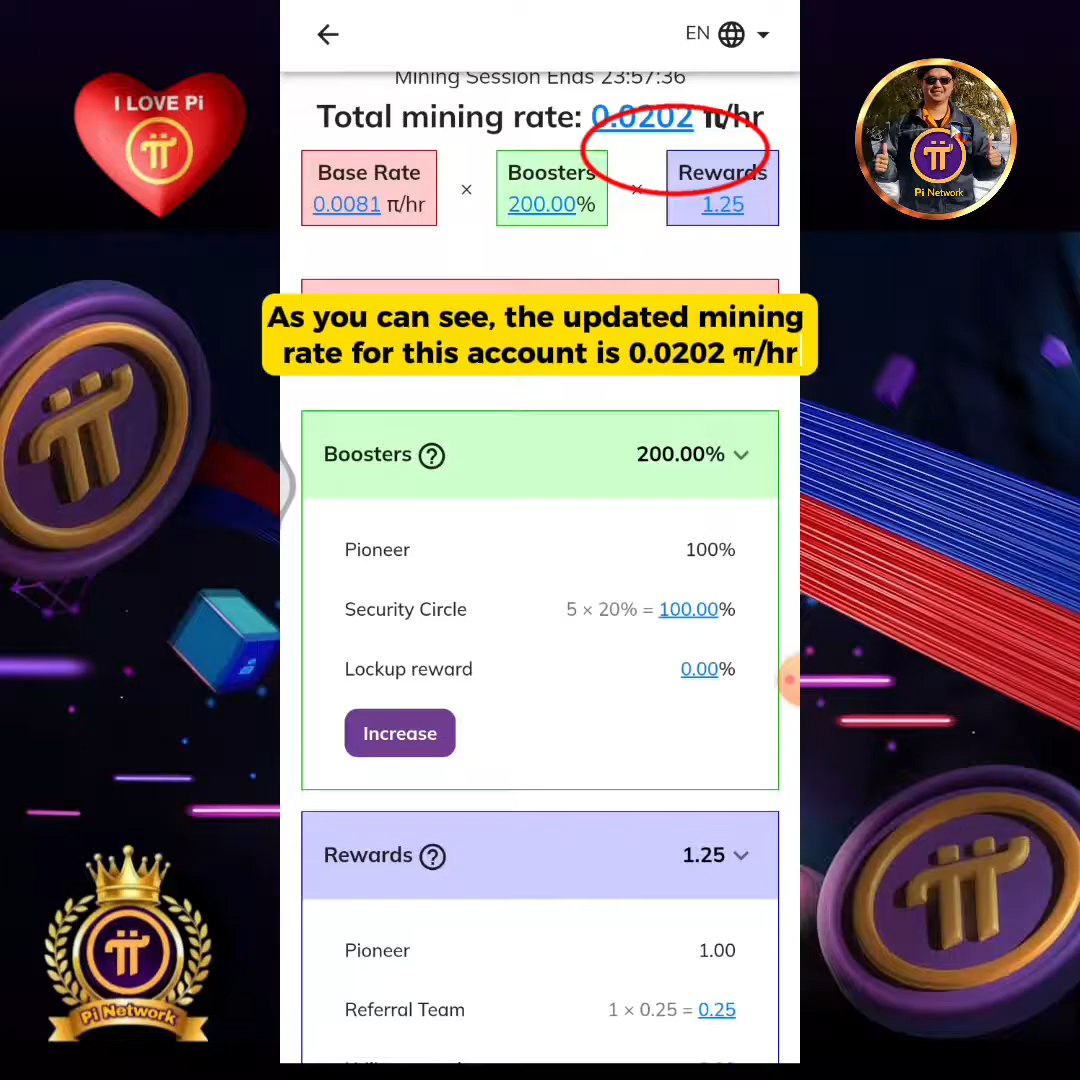 EN
Mining Session Ends 23:57:36
Total mining rate: 0.0202 π/hr
Base Rate
0.0081 π/hr
×
Boosters
200.00%
×
Rewards
1.25
As you can see, the updated mining
rate for this account is 0.0202 π/hr
Boosters ? 200.00%
Pioneer 100%
Security Circle 5 × 20% = 100.00%
Lockup reward 0.00%
Increase
Rewards ? 1.25
Pioneer 1.00
Referral Team 1 × 0.25 = 0.25
I LOVE Pi
Pi Network
Pi Network